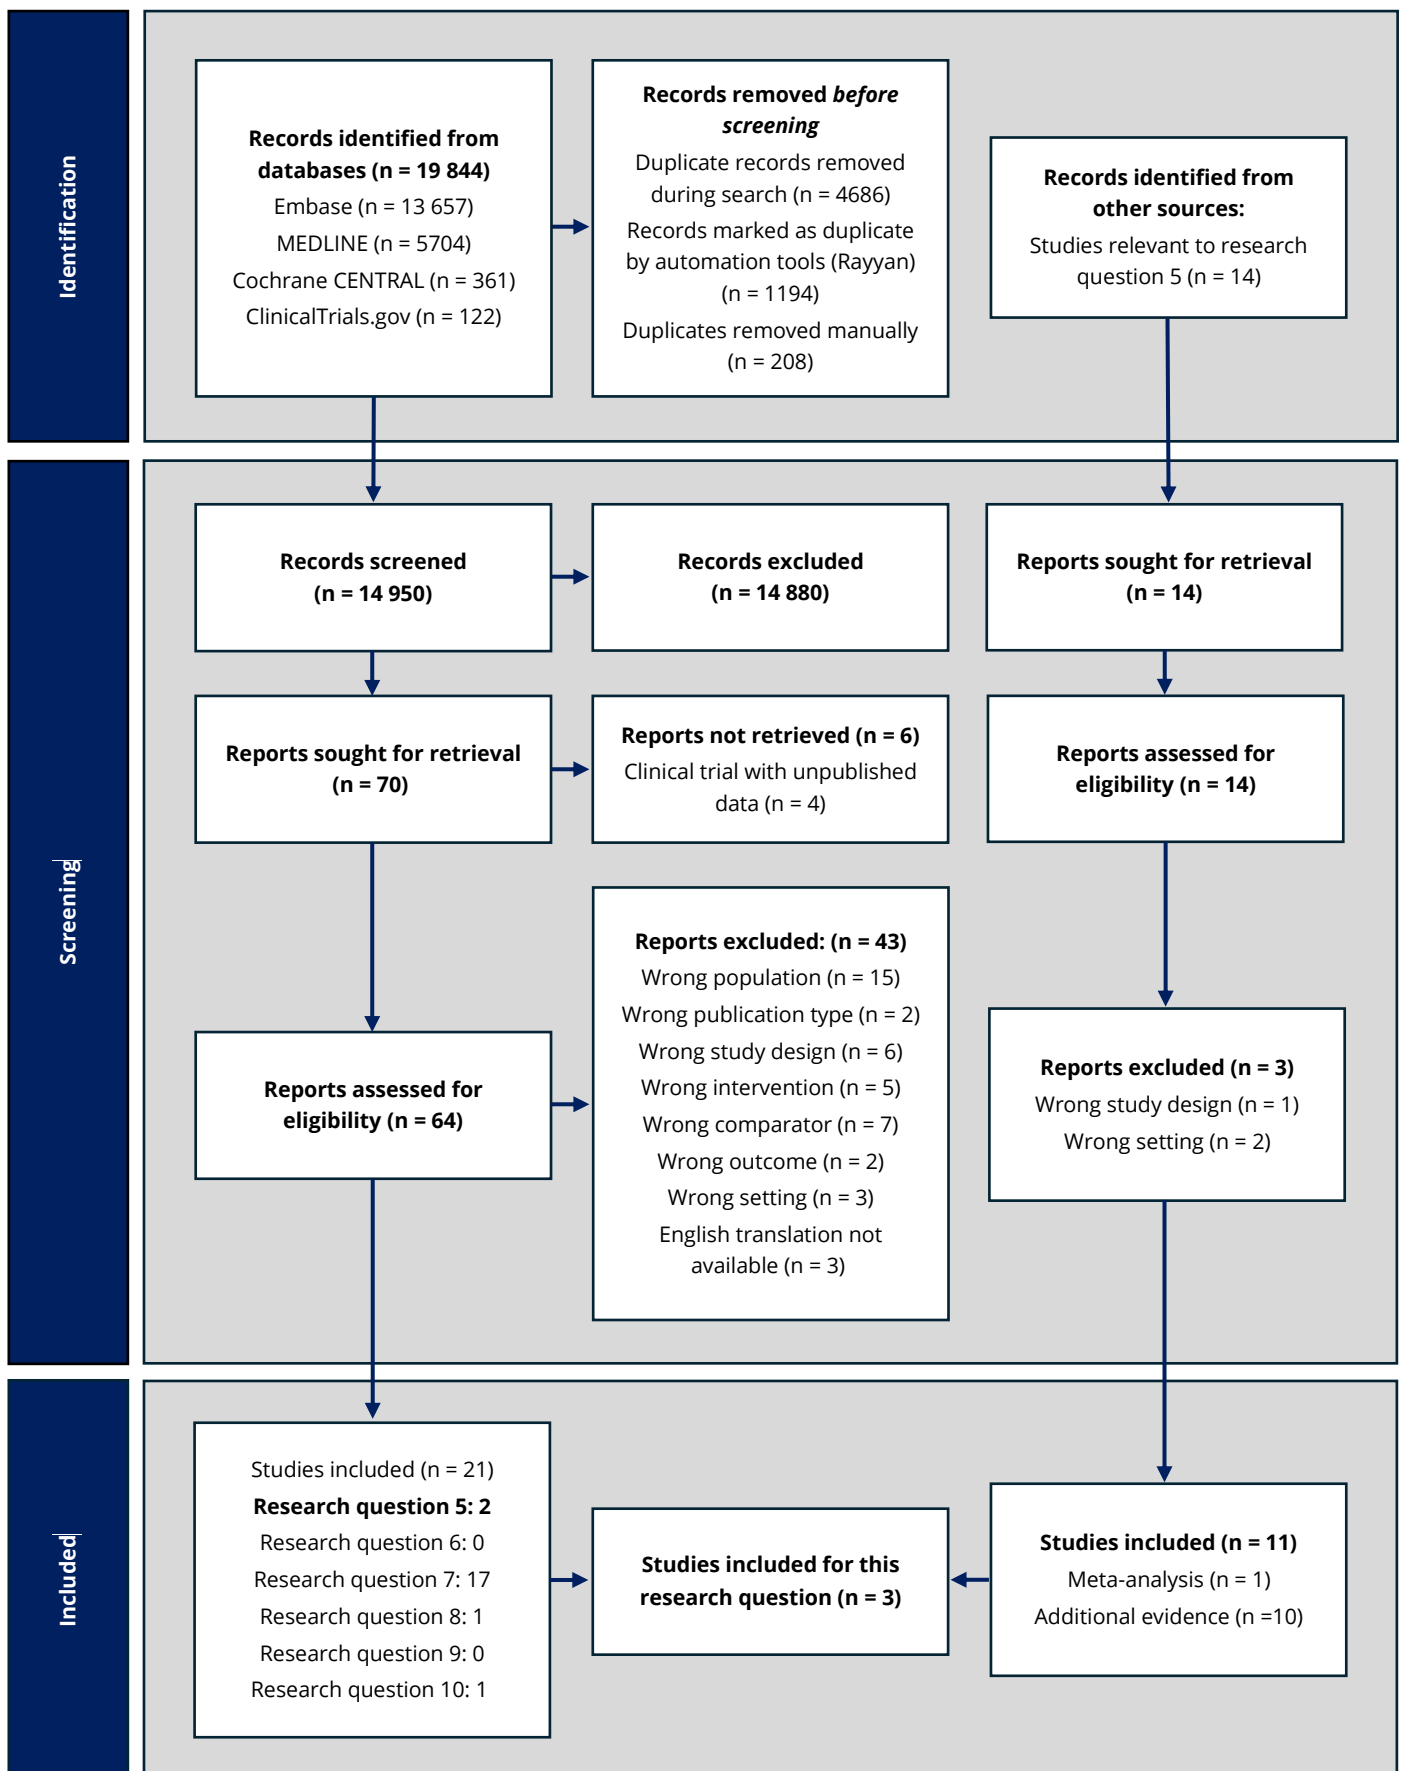 Identification
Records identified from
databases (n = 19 844)
Embase (n = 13 657)
MEDLINE (n = 5704)
Cochrane CENTRAL (n = 361)
ClinicalTrials.gov (n = 122)
Records removed before
screening
Duplicate records removed
during search (n = 4686)
Records marked as duplicate
by automation tools (Rayyan)
(n = 1194)
Duplicates removed manually
(n = 208)
Records identified from
other sources:
Studies relevant to research
question 5 (n = 14)
Screening
Records screened
(n = 14 950)
Records excluded
(n = 14 880)
Reports sought for retrieval
(n = 14)
Reports sought for retrieval
(n = 70)
Reports not retrieved (n = 6)
Clinical trial with unpublished
data (n = 4)
Reports assessed for
eligibility (n = 14)
Reports assessed for
eligibility (n = 64)
Reports excluded: (n = 43)
Wrong population (n = 15)
Wrong publication type (n = 2)
Wrong study design (n = 6)
Wrong intervention (n = 5)
Wrong comparator (n = 7)
Wrong outcome (n = 2)
Wrong setting (n = 3)
English translation not
available (n = 3)
Reports excluded (n = 3)
Wrong study design (n = 1)
Wrong setting (n = 2)
Included
Studies included (n = 21)
Research question 5: 2
Research question 6: 0
Research question 7: 17
Research question 8: 1
Research question 9: 0
Research question 10: 1
Studies included for this
research question (n = 3)
Studies included (n = 11)
Meta-analysis (n = 1)
Additional evidence (n =10)